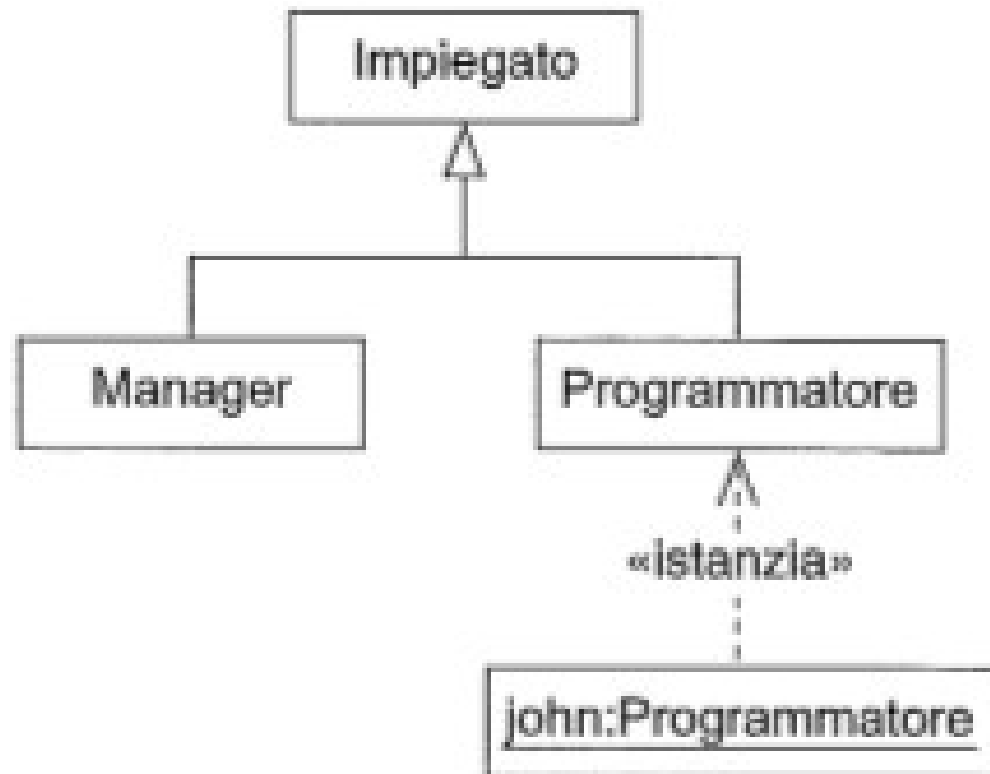 Impiegato
Manager
Programmatore
«istanzia»
john:Programmatore